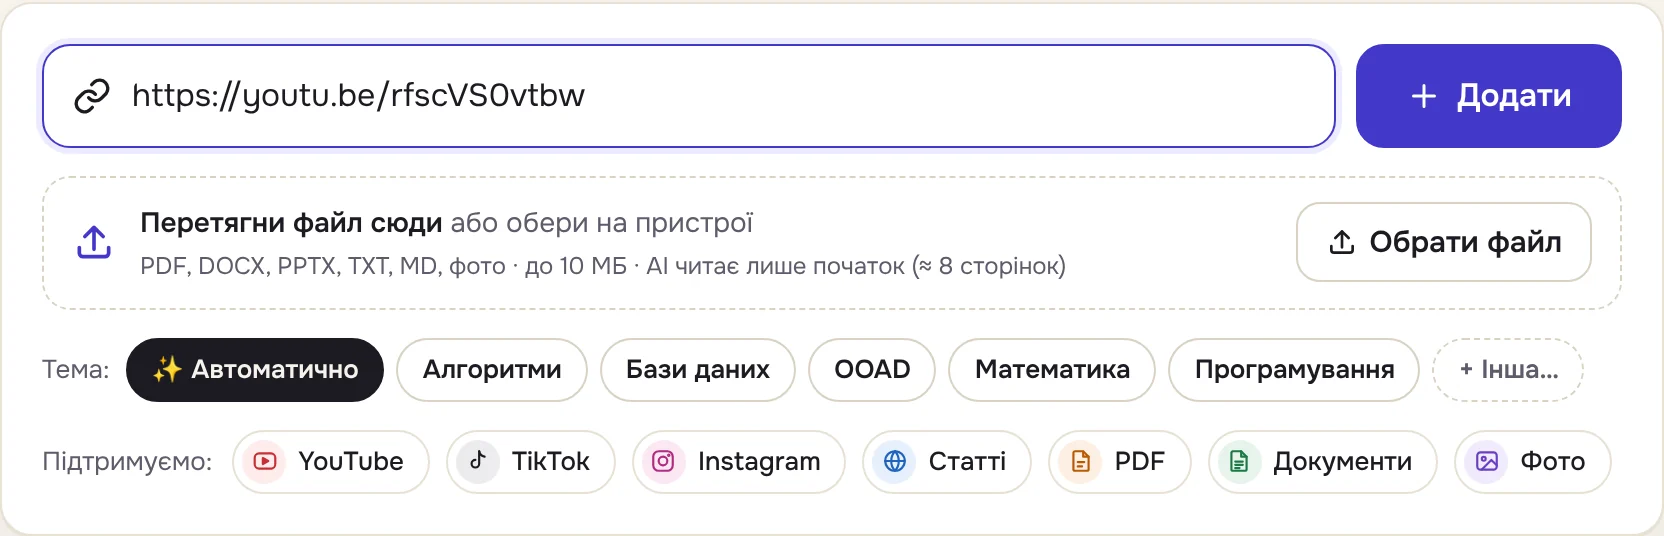 https://youtu.be/rfscVS0vtbw
+ Додати
Перетягни файл сюди або обери на пристрої
PDF, DOCX, PPTX, TXT, MD, фото · до 10 МБ · AI читає лише початок (≈ 8 сторінок)
Обрати файл
Тема: ✨ Автоматично Алгоритми Бази даних OOAD Математика Програмування + Інша...
Підтримуємо: YouTube TikTok Instagram Статті PDF Документи Фото